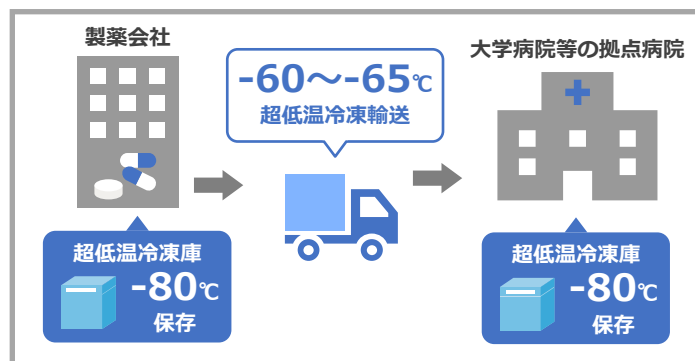 製薬会社
-60～-65℃
超低温冷凍輸送
大学病院等の拠点病院
超低温冷凍庫
-80℃
保存
超低温冷凍庫
-80℃
保存